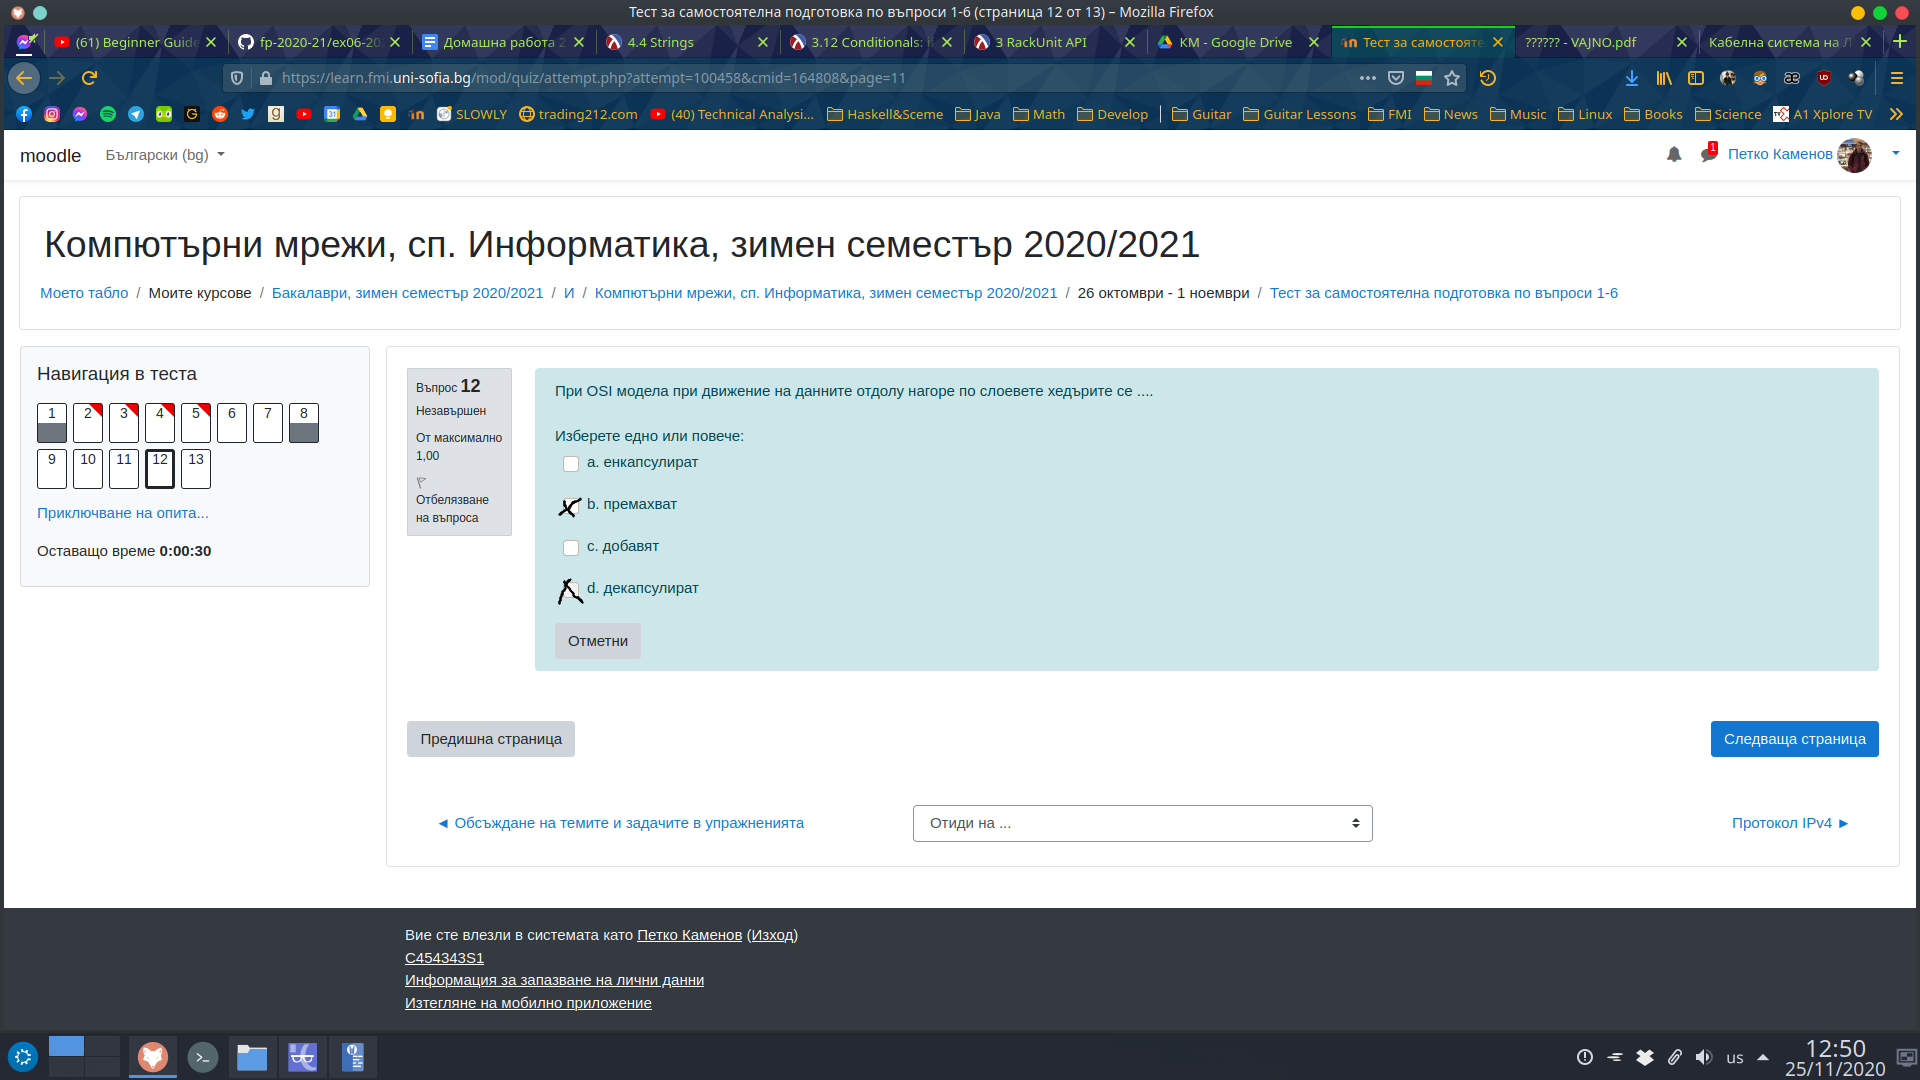 Тест за самостоятелна подготовка по въпроси 1-6 (страница 12 от 13) – Mozilla Firefox
(61) Beginner Guide
fp-2020-21/ex06-20
Домашна работа 2
4.4 Strings
3.12 Conditionals: i
3 RackUnit API
КМ - Google Drive
Тест за самостояте
?????? - VAJNO.pdf
Кабелна система на Л
https://learn.fmi.uni-sofia.bg/mod/quiz/attempt.php?attempt=100458&cmid=164808&page=11
SLOWLY
trading212.com
(40) Technical Analysi...
Haskell&Sceme
Java
Math
Develop
Guitar
Guitar Lessons
FMI
News
Music
Linux
Books
Science
A1 Xplore TV
moodle
Български (bg)
1
Петко Каменов
Компютърни мрежи, сп. Информатика, зимен семестър 2020/2021
Моето табло / Моите курсове / Бакалаври, зимен семестър 2020/2021 / И / Компютърни мрежи, сп. Информатика, зимен семестър 2020/2021 / 26 октомври - 1 ноември / Тест за самостоятелна подготовка по въпроси 1-6
Навигация в теста
1 2 3 4 5 6 7 8
9 10 11 12 13
Приключване на опита...
Оставащо време 0:00:30
Въпрос 12
Незавършен
От максимално
1,00
Отбелязване
на въпроса
При OSI модела при движение на данните отдолу нагоре по слоевете хедърите се ....
Изберете едно или повече:
a. енкапсулират
b. премахват
c. добавят
d. декапсулират
Отметни
Предишна страница
Следваща страница
◄ Обсъждане на темите и задачите в упражненията
Отиди на ...
Протокол IPv4 ►
Вие сте влезли в системата като Петко Каменов (Изход)
C454343S1
Информация за запазване на лични данни
Изтегляне на мобилно приложение
us
12:50
25/11/2020